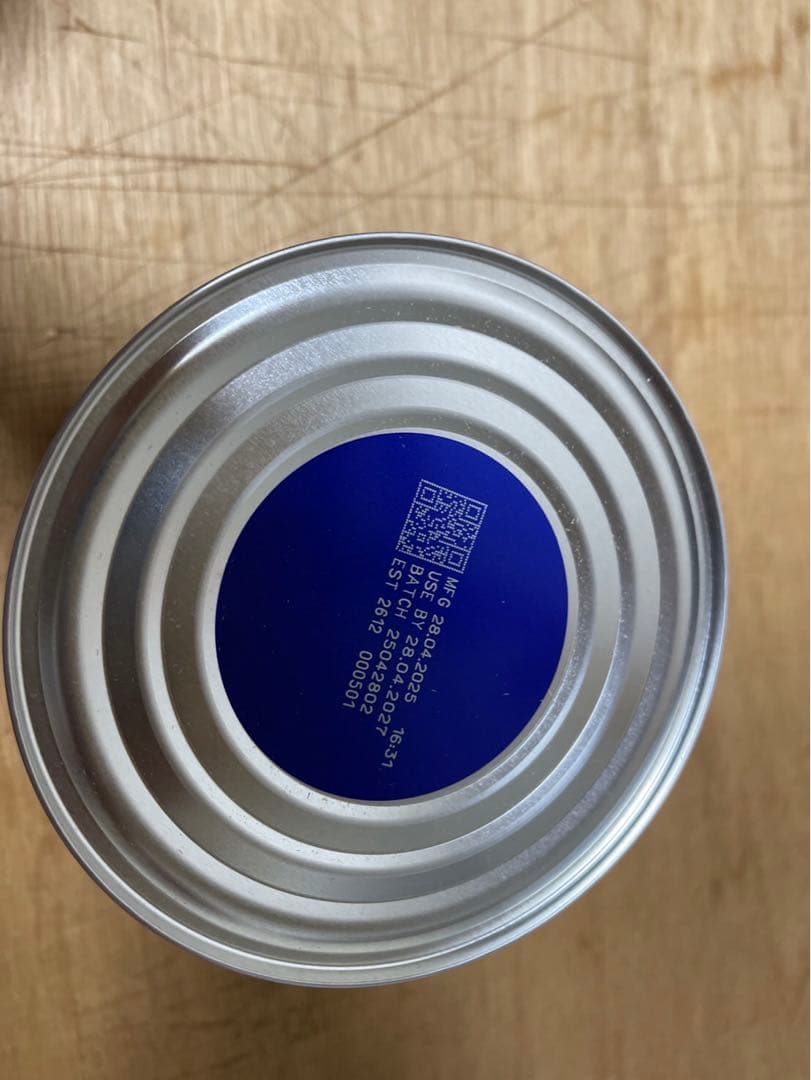 MFG 28.04.2025
USE BY 28.04.2027 16:31
BATCH 25042802
EST 2612 000501